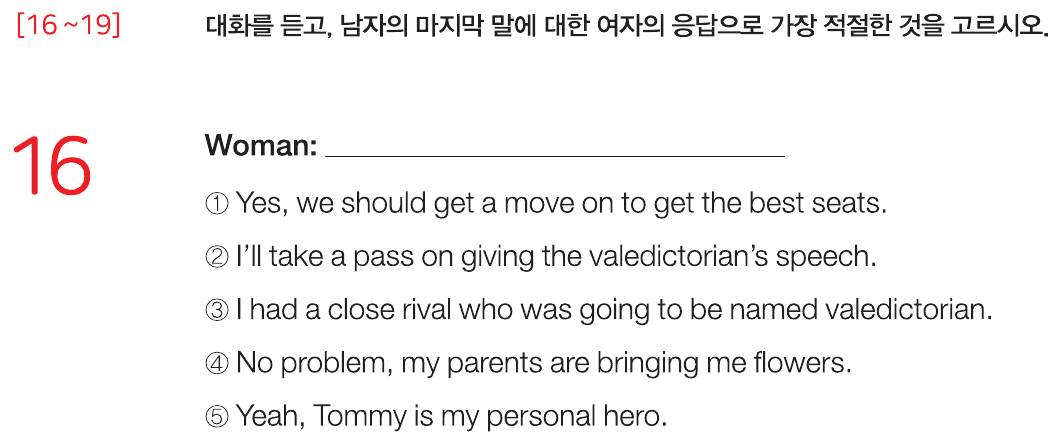 [16~19] 대화를 듣고, 남자의 마지막 말에 대한 여자의 응답으로 가장 적절한 것을 고르시오.
16 Woman: ____________________
① Yes, we should get a move on to get the best seats.
② I'll take a pass on giving the valedictorian's speech.
③ I had a close rival who was going to be named valedictorian.
④ No problem, my parents are bringing me flowers.
⑤ Yeah, Tommy is my personal hero.